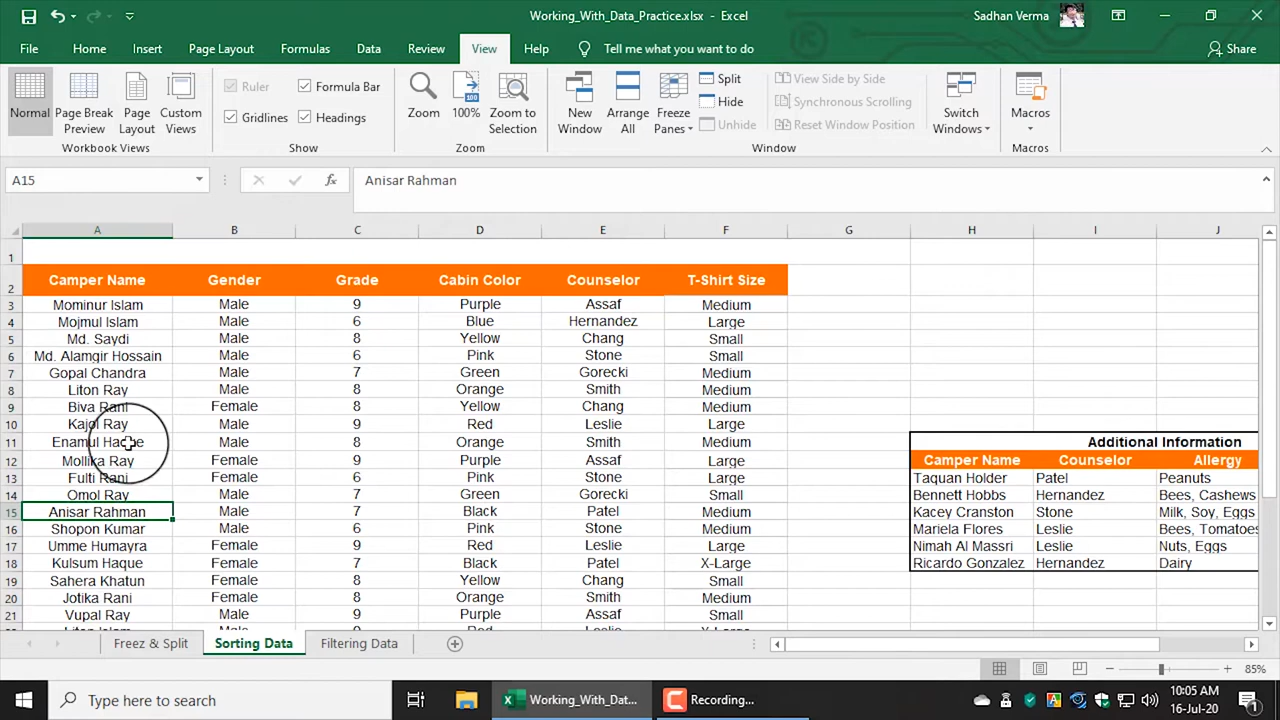 Working_With_Data_Practice.xlsx - Excel
Sadhan Verma
File Home Insert Page Layout Formulas Data Review View Help Tell me what you want to do Share
Normal
Page Break Preview
Page Layout
Custom Views
Workbook Views
Ruler
Formula Bar
Gridlines
Headings
Show
Zoom
100%
Zoom to Selection
Zoom
New Window
Arrange All
Freeze Panes
Split
Hide
Unhide
View Side by Side
Synchronous Scrolling
Reset Window Position
Window
Switch Windows
Macros
Macros
A15 fx Anisar Rahman
A B C D E F G H I J
1
2 Camper Name Gender Grade Cabin Color Counselor T-Shirt Size
3 Mominur Islam Male 9 Purple Assaf Medium
4 Mojmul Islam Male 6 Blue Hernandez Large
5 Md. Saydi Male 8 Yellow Chang Small
6 Md. Alamgir Hossain Male 6 Pink Stone Small
7 Gopal Chandra Male 7 Green Gorecki Medium
8 Liton Ray Male 8 Orange Smith Medium
9 Biva Rani Female 8 Yellow Chang Medium
10 Kajol Ray Male 9 Red Leslie Large
11 Enamul Haque Male 8 Orange Smith Medium Additional Information
12 Mollika Ray Female 9 Purple Assaf Large Camper Name Counselor Allergy
13 Fulti Rani Female 6 Pink Stone Large Taquan Holder Patel Peanuts
14 Omol Ray Male 7 Green Gorecki Small Bennett Hobbs Hernandez Bees, Cashews
15 Anisar Rahman Male 7 Black Patel Medium Kacey Cranston Stone Milk, Soy, Eggs
16 Shopon Kumar Male 6 Pink Stone Medium Mariela Flores Leslie Bees, Tomatoes
17 Umme Humayra Female 9 Red Leslie Large Nimah Al Massri Leslie Nuts, Eggs
18 Kulsum Haque Female 7 Black Patel X-Large Ricardo Gonzalez Hernandez Dairy
19 Sahera Khatun Female 8 Yellow Chang Small
20 Jotika Rani Female 8 Orange Smith Medium
21 Vupal Ray Male 9 Purple Assaf Small
Liton Islam Male 9 Red Leslie X-Large
Freez & Split Sorting Data Filtering Data
85%
Type here to search
Working_With_Dat...
Recording...
10:05 AM
16-Jul-20
1